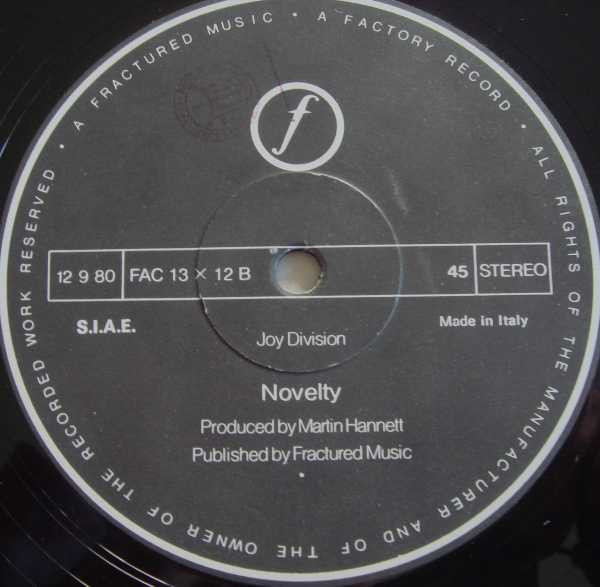 • A FRACTURED MUSIC • A FACTORY RECORD • ALL RIGHTS OF THE MANUFACTURER AND OF THE OWNER OF THE RECORDED WORK RESERVED
f
12 9 80 FAC 13 × 12 B 45 STEREO
S.I.A.E. Made in Italy
Joy Division
Novelty
Produced by Martin Hannett
Published by Fractured Music